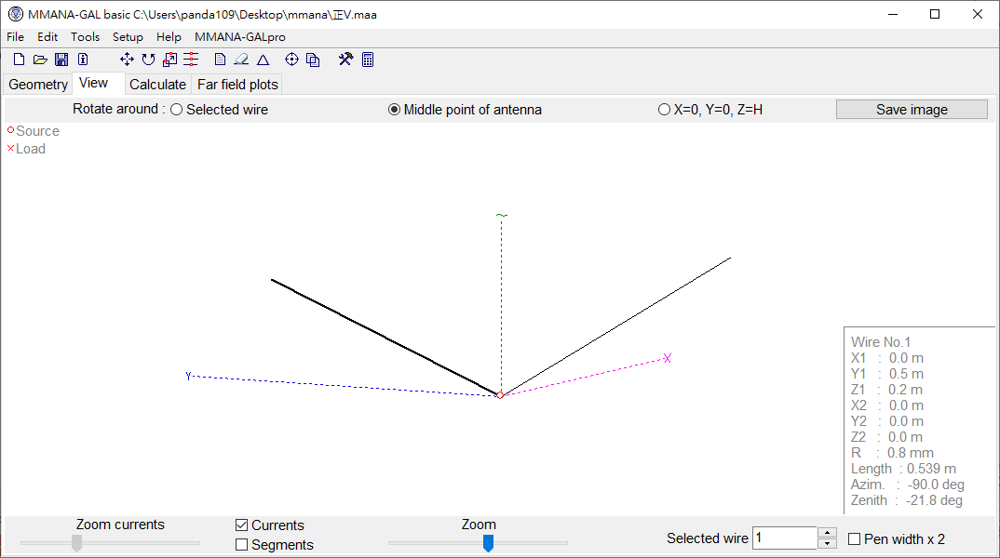 MMANA-GAL basic C:\Users\panda109\Desktop\mmana\正V.maa
File Edit Tools Setup Help MMANA-GALpro
Geometry View Calculate Far field plots
Rotate around : Selected wire Middle point of antenna X=0, Y=0, Z=H Save image
Source
Load
Y
X
Wire No.1
X1 : 0.0 m
Y1 : 0.5 m
Z1 : 0.2 m
X2 : 0.0 m
Y2 : 0.0 m
Z2 : 0.0 m
R : 0.8 mm
Length : 0.539 m
Azim. : -90.0 deg
Zenith : -21.8 deg
Zoom currents Currents Zoom
Segments Selected wire 1 Pen width x 2